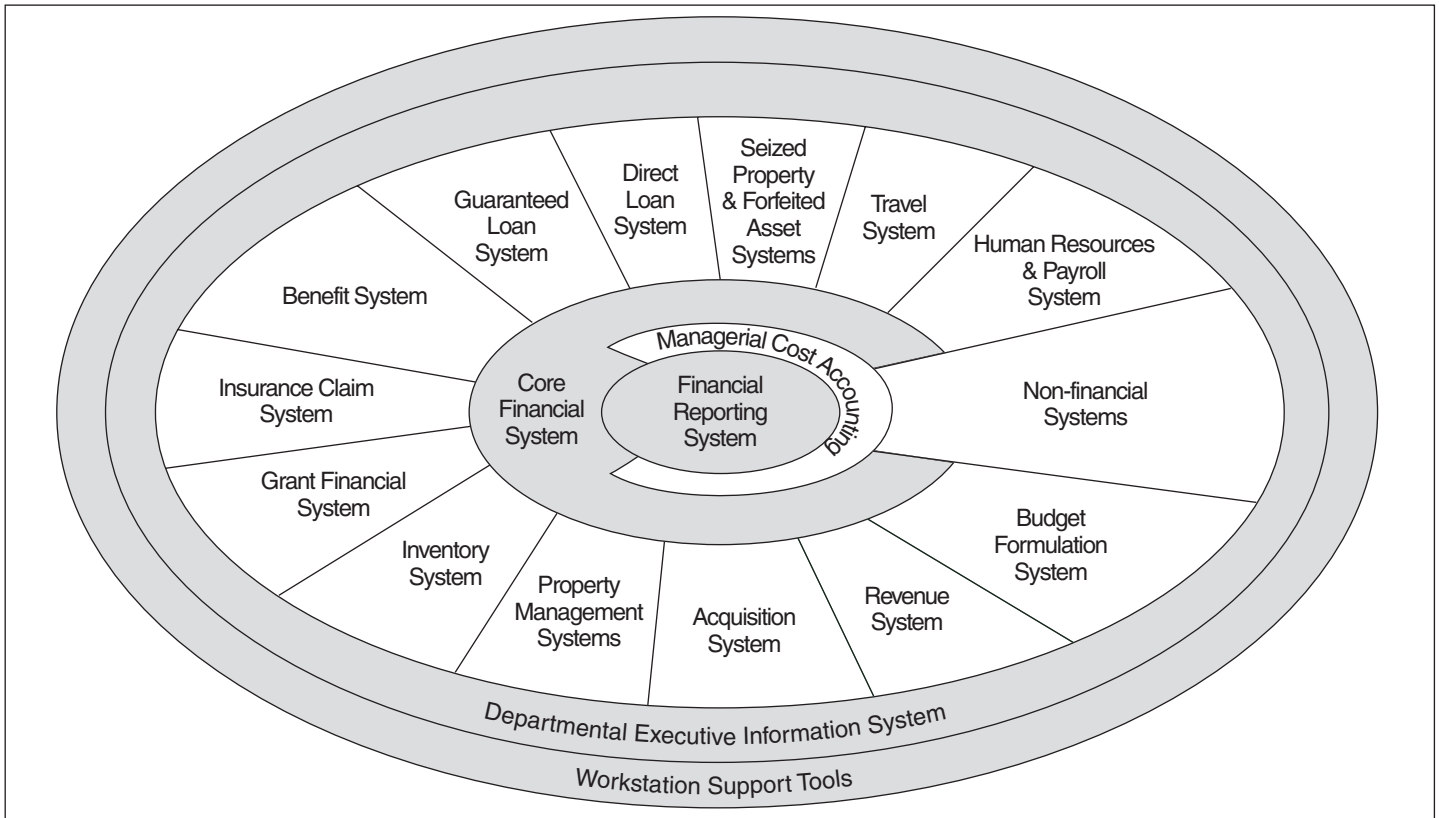 Seized
Property
& Forfeited
Asset
Systems
Direct
Loan
System
Guaranteed
Loan
System
Travel
System
Human Resources
& Payroll
System
Benefit System
Managerial Cost Accounting
Insurance Claim
System
Core
Financial
System
Financial
Reporting
System
Non-financial
Systems
Grant Financial
System
Inventory
System
Property
Management
Systems
Acquisition
System
Revenue
System
Budget
Formulation
System
Departmental Executive Information System
Workstation Support Tools